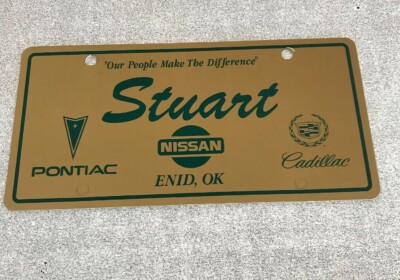 "Our People Make The Difference"
Stuart
PONTIAC
NISSAN
Cadillac
ENID, OK